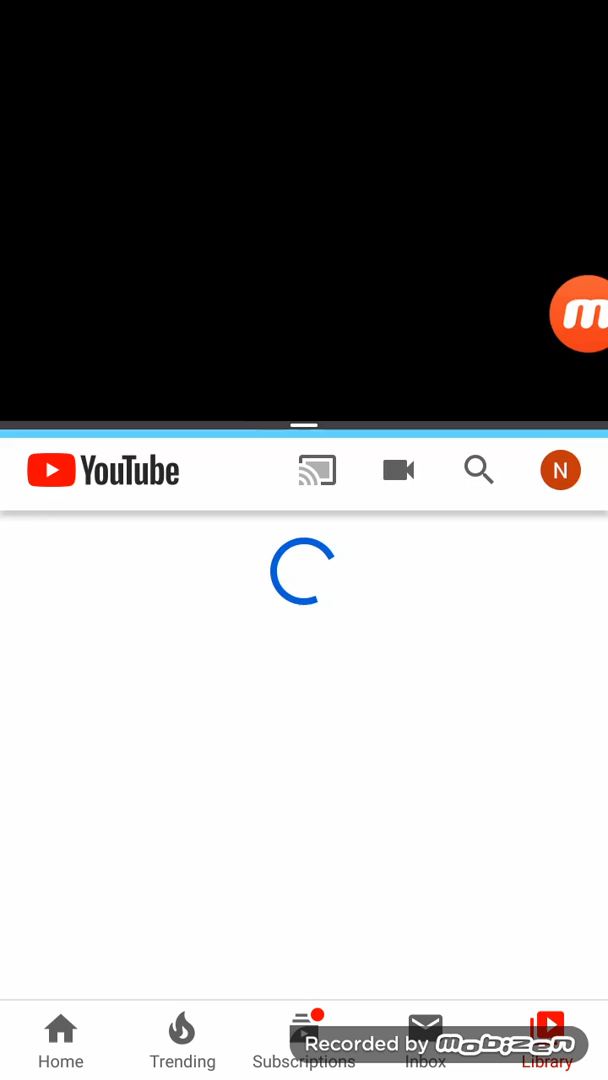 m
YouTube
N
Home
Trending
Subscriptions
Inbox
Library
Recorded by mobizen